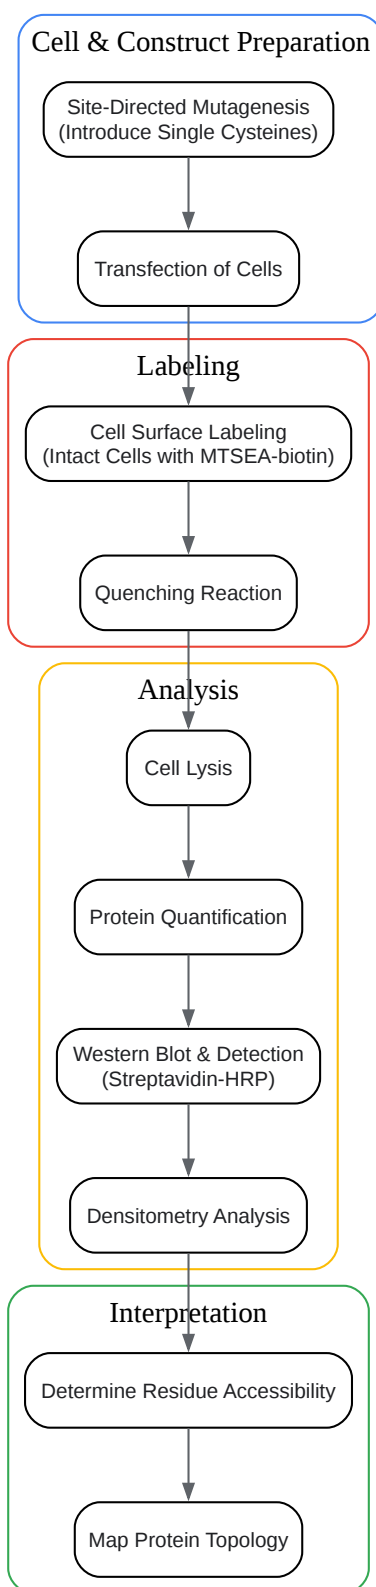 Cell & Construct Preparation
Site-Directed Mutagenesis
(Introduce Single Cysteines)
Transfection of Cells
Labeling
Cell Surface Labeling
(Intact Cells with MTSEA-biotin)
Quenching Reaction
Analysis
Cell Lysis
Protein Quantification
Western Blot & Detection
(Streptavidin-HRP)
Densitometry Analysis
Interpretation
Determine Residue Accessibility
Map Protein Topology